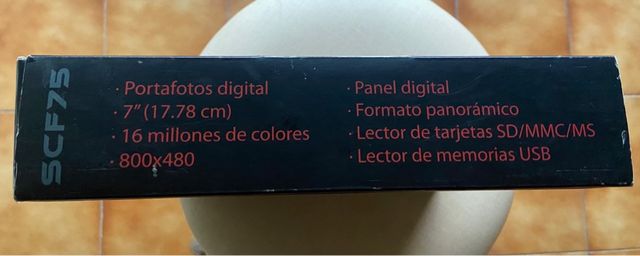 SCF75
· Portafotos digital
· 7” (17.78 cm)
· 16 millones de colores
· 800x480
· Panel digital
· Formato panorámico
· Lector de tarjetas SD/MMC/MS
· Lector de memorias USB